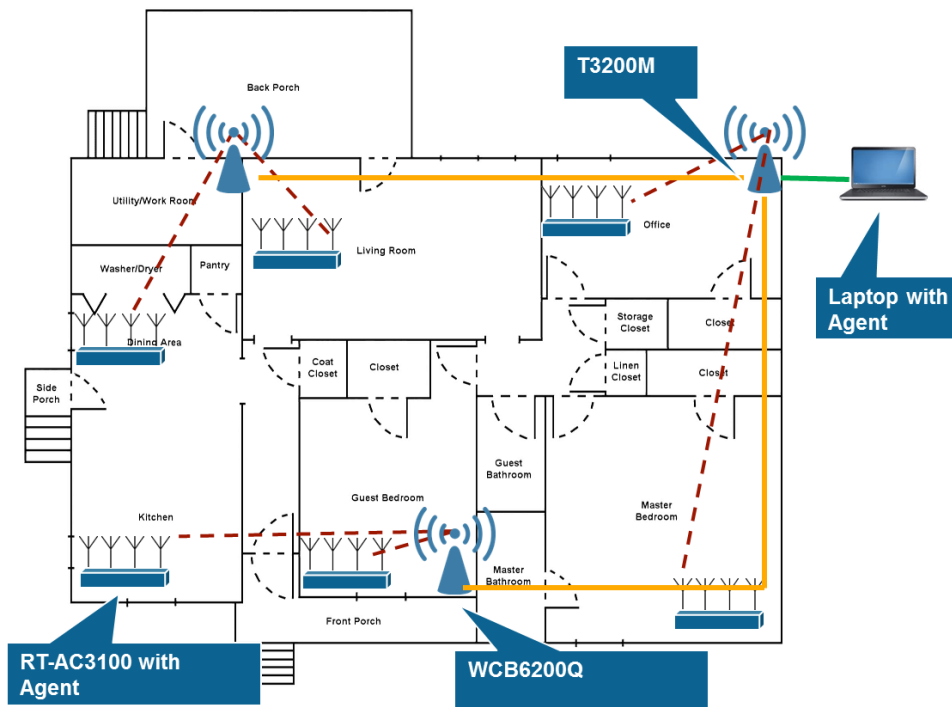 T3200M
Back Porch
Utility/Work Room
Living Room
Office
Washer/Dryer
Pantry
Laptop with
Agent
Storage
Closet
Closet
Dining Area
Coat
Closet
Closet
Linen
Closet
Closet
Side
Porch
Guest
Bathroom
Guest Bedroom
Master
Bedroom
Kitchen
Master
Bathroom
Front Porch
RT-AC3100 with
Agent
WCB6200Q